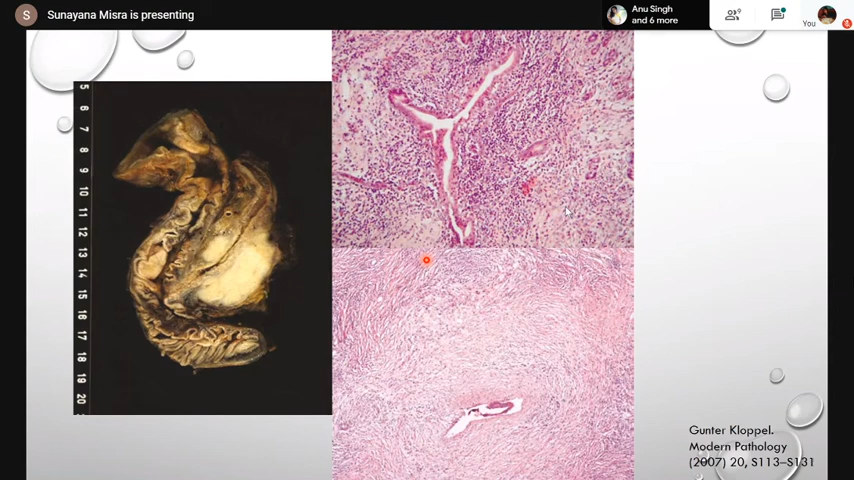 S
Sunayana Misra is presenting
Anu Singh
and 6 more
9
You
5
6
7
8
9
10
11
12
13
14
15
16
17
18
19
20
Gunter Kloppel.
Modern Pathology
(2007) 20, S113–S131